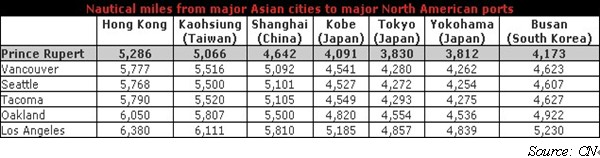 Nautical miles from major Asian cities to major North American ports
Hong Kong Kaohsiung (Taiwan) Shanghai (China) Kobe (Japan) Tokyo (Japan) Yokohama (Japan) Busan (South Korea)
Prince Rupert 5,286 5,066 4,642 4,091 3,830 3,812 4,173
Vancouver 5,777 5,516 5,092 4,541 4,280 4,262 4,623
Seattle 5,768 5,500 5,101 4,527 4,272 4,254 4,607
Tacoma 5,790 5,520 5,105 4,549 4,293 4,275 4,627
Oakland 6,050 5,807 5,500 4,820 4,554 4,536 4,922
Los Angeles 6,380 6,111 5,810 5,185 4,857 4,839 5,230
Source: CN